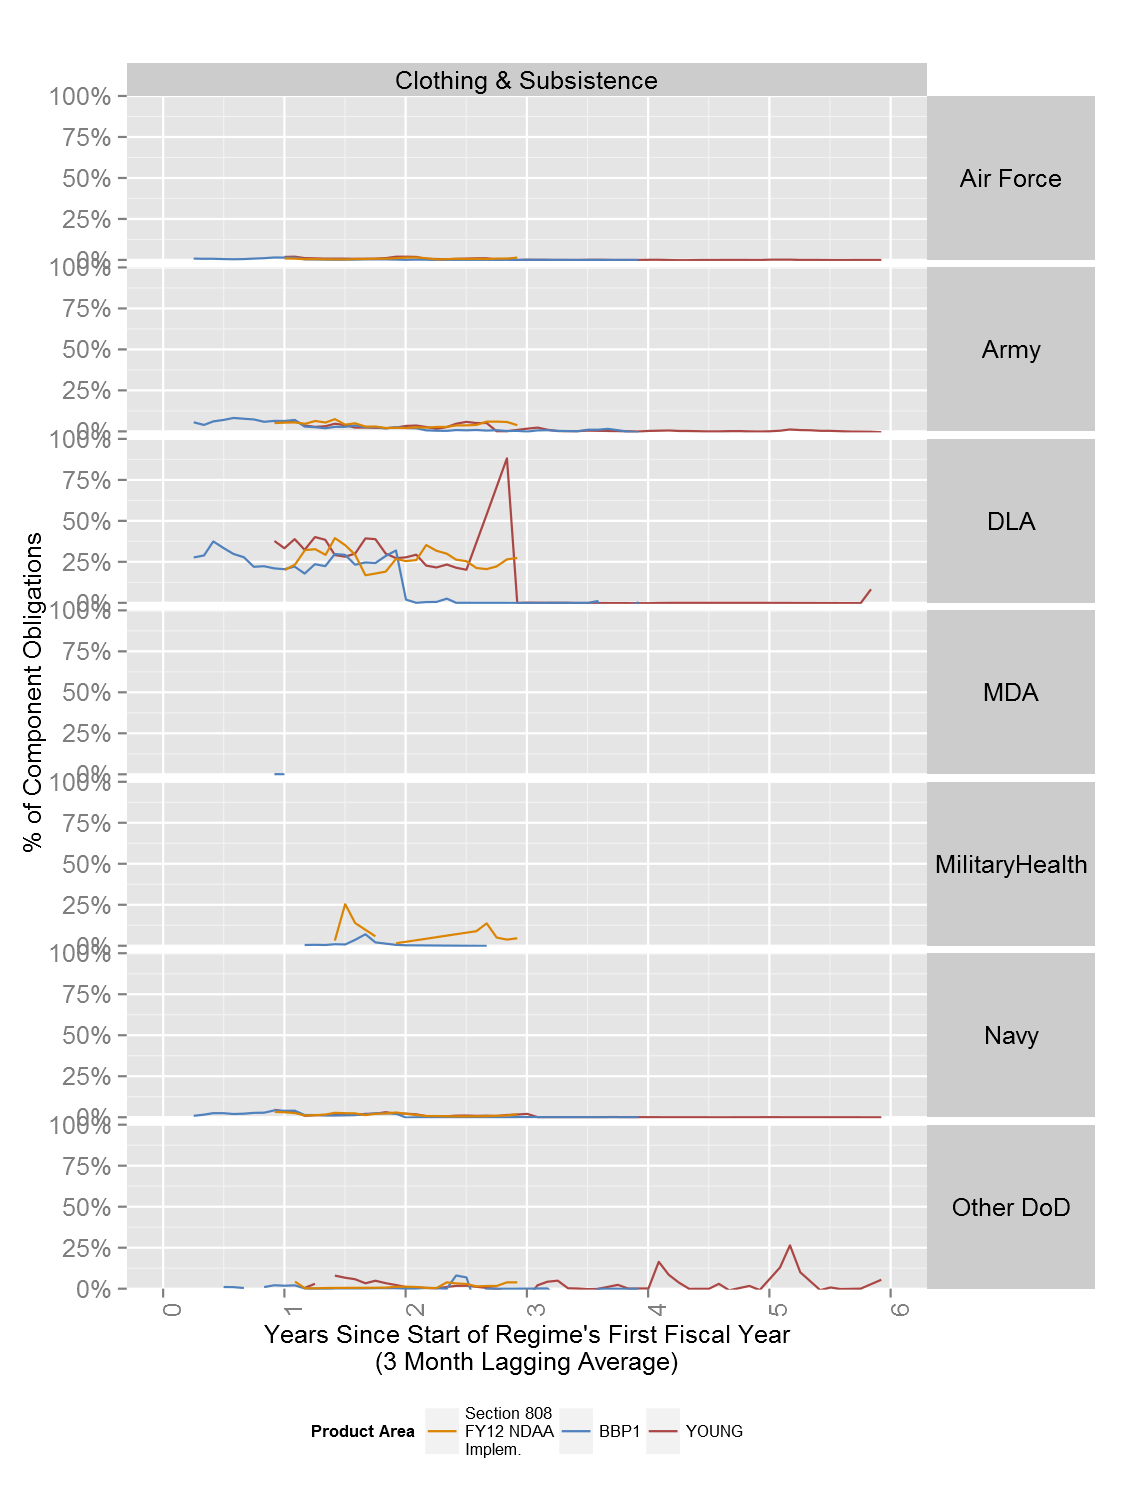 Clothing & Subsistence
100%
75%
50%
25%
0%
Air Force
100%
75%
50%
25%
0%
Army
100%
75%
50%
25%
0%
DLA
100%
75%
50%
25%
0%
MDA
100%
75%
50%
25%
0%
MilitaryHealth
100%
75%
50%
25%
0%
Navy
100%
75%
50%
25%
0%
Other DoD
% of Component Obligations
0 1 2 3 4 5 6
Years Since Start of Regime's First Fiscal Year
(3 Month Lagging Average)
Product Area
Section 808
FY12 NDAA
Implem.
BBP1
YOUNG